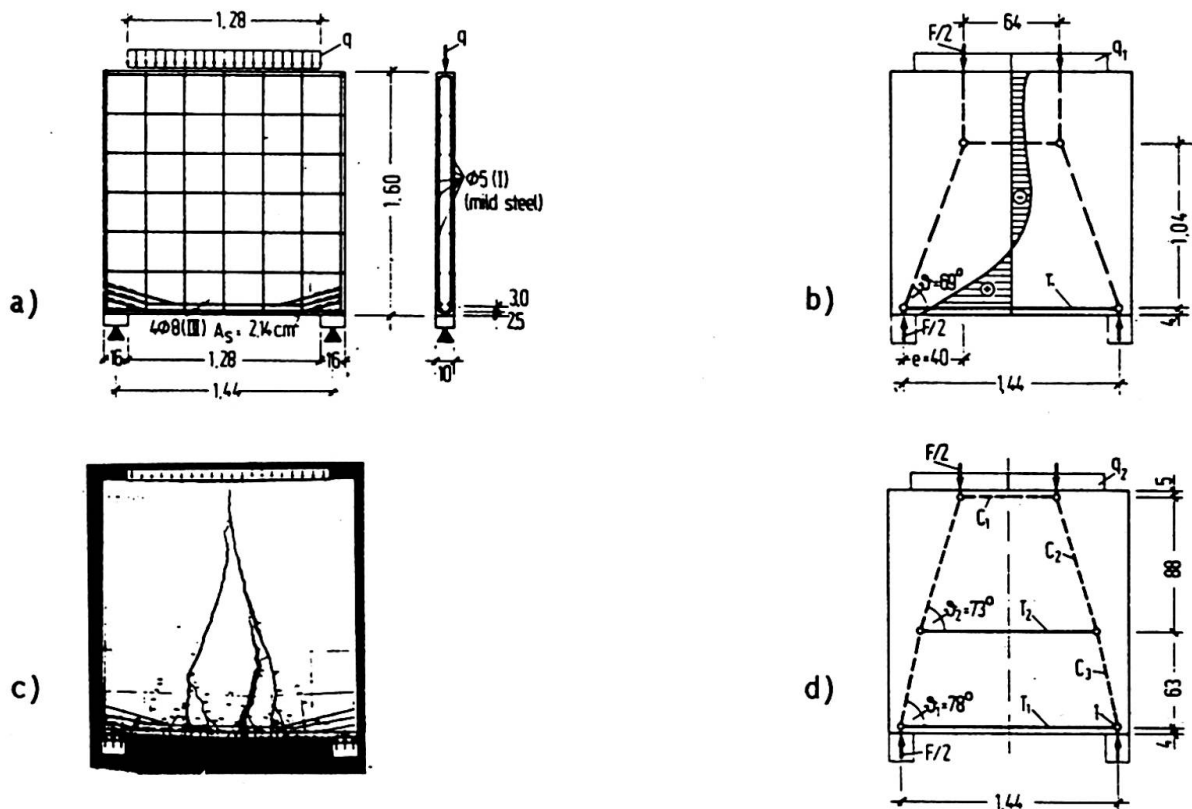 1,28
q
q
1,60
Φ5 (I)
(mild steel)
3.0
25
4Φ8(III) As = 2,14 cm²
16
1,28
16
1,44
10
a)
64
F/2
q₁
1,04
ϑ=69°
T
4
F/2
e=40
1,44
b)
c)
F/2
q₂
5
C₁
C₂
88
ϑ₂=73°
T₂
C₃
63
ϑ₁=78°
T₁
4
F/2
1,44
d)